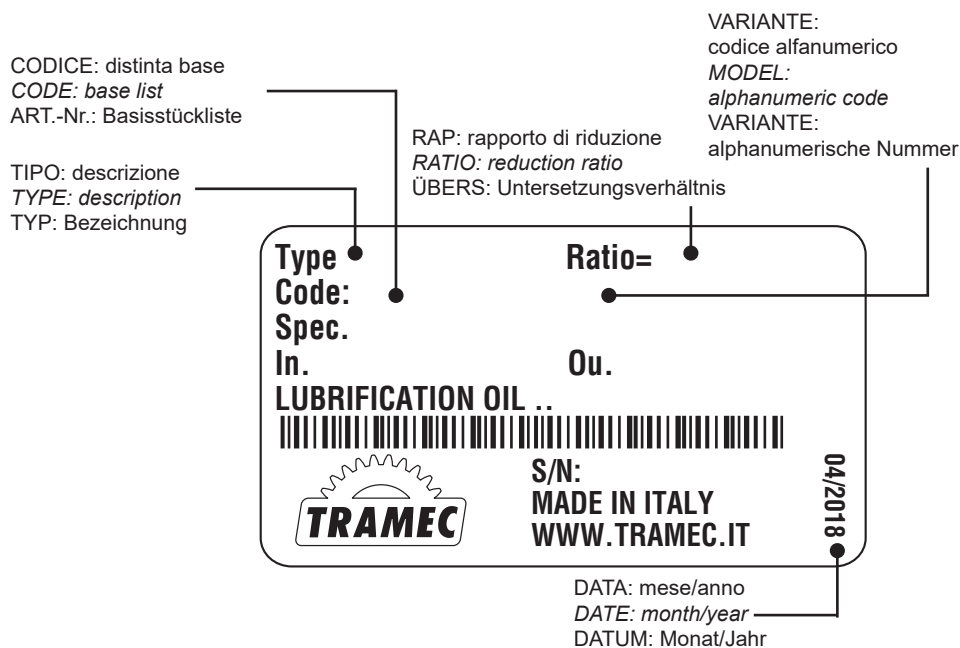 VARIANTE:
codice alfanumerico
MODEL:
alphanumeric code
VARIANTE:
alphanumerische Nummer
CODICE: distinta base
CODE: base list
ART.-Nr.: Basisstückliste
RAP: rapporto di riduzione
RATIO: reduction ratio
ÜBERS: Untersetzungsverhältnis
TIPO: descrizione
TYPE: description
TYP: Bezeichnung
Type Ratio=
Code:
Spec.
In. Ou.
LUBRIFICATION OIL ..
S/N:
MADE IN ITALY
WWW.TRAMEC.IT
TRAMEC
04/2018
DATA: mese/anno
DATE: month/year
DATUM: Monat/Jahr